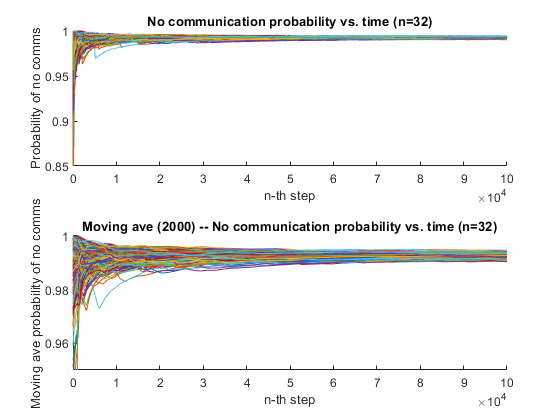 No communication probability vs. time (n=32)
Probability of no comms
1
0.95
0.9
0.85
0 1 2 3 4 5 6 7 8 9 10
n-th step
×10^4
Moving ave (2000) -- No communication probability vs. time (n=32)
Moving ave probability of no comms
1
0.98
0.96
0 1 2 3 4 5 6 7 8 9 10
n-th step
×10^4